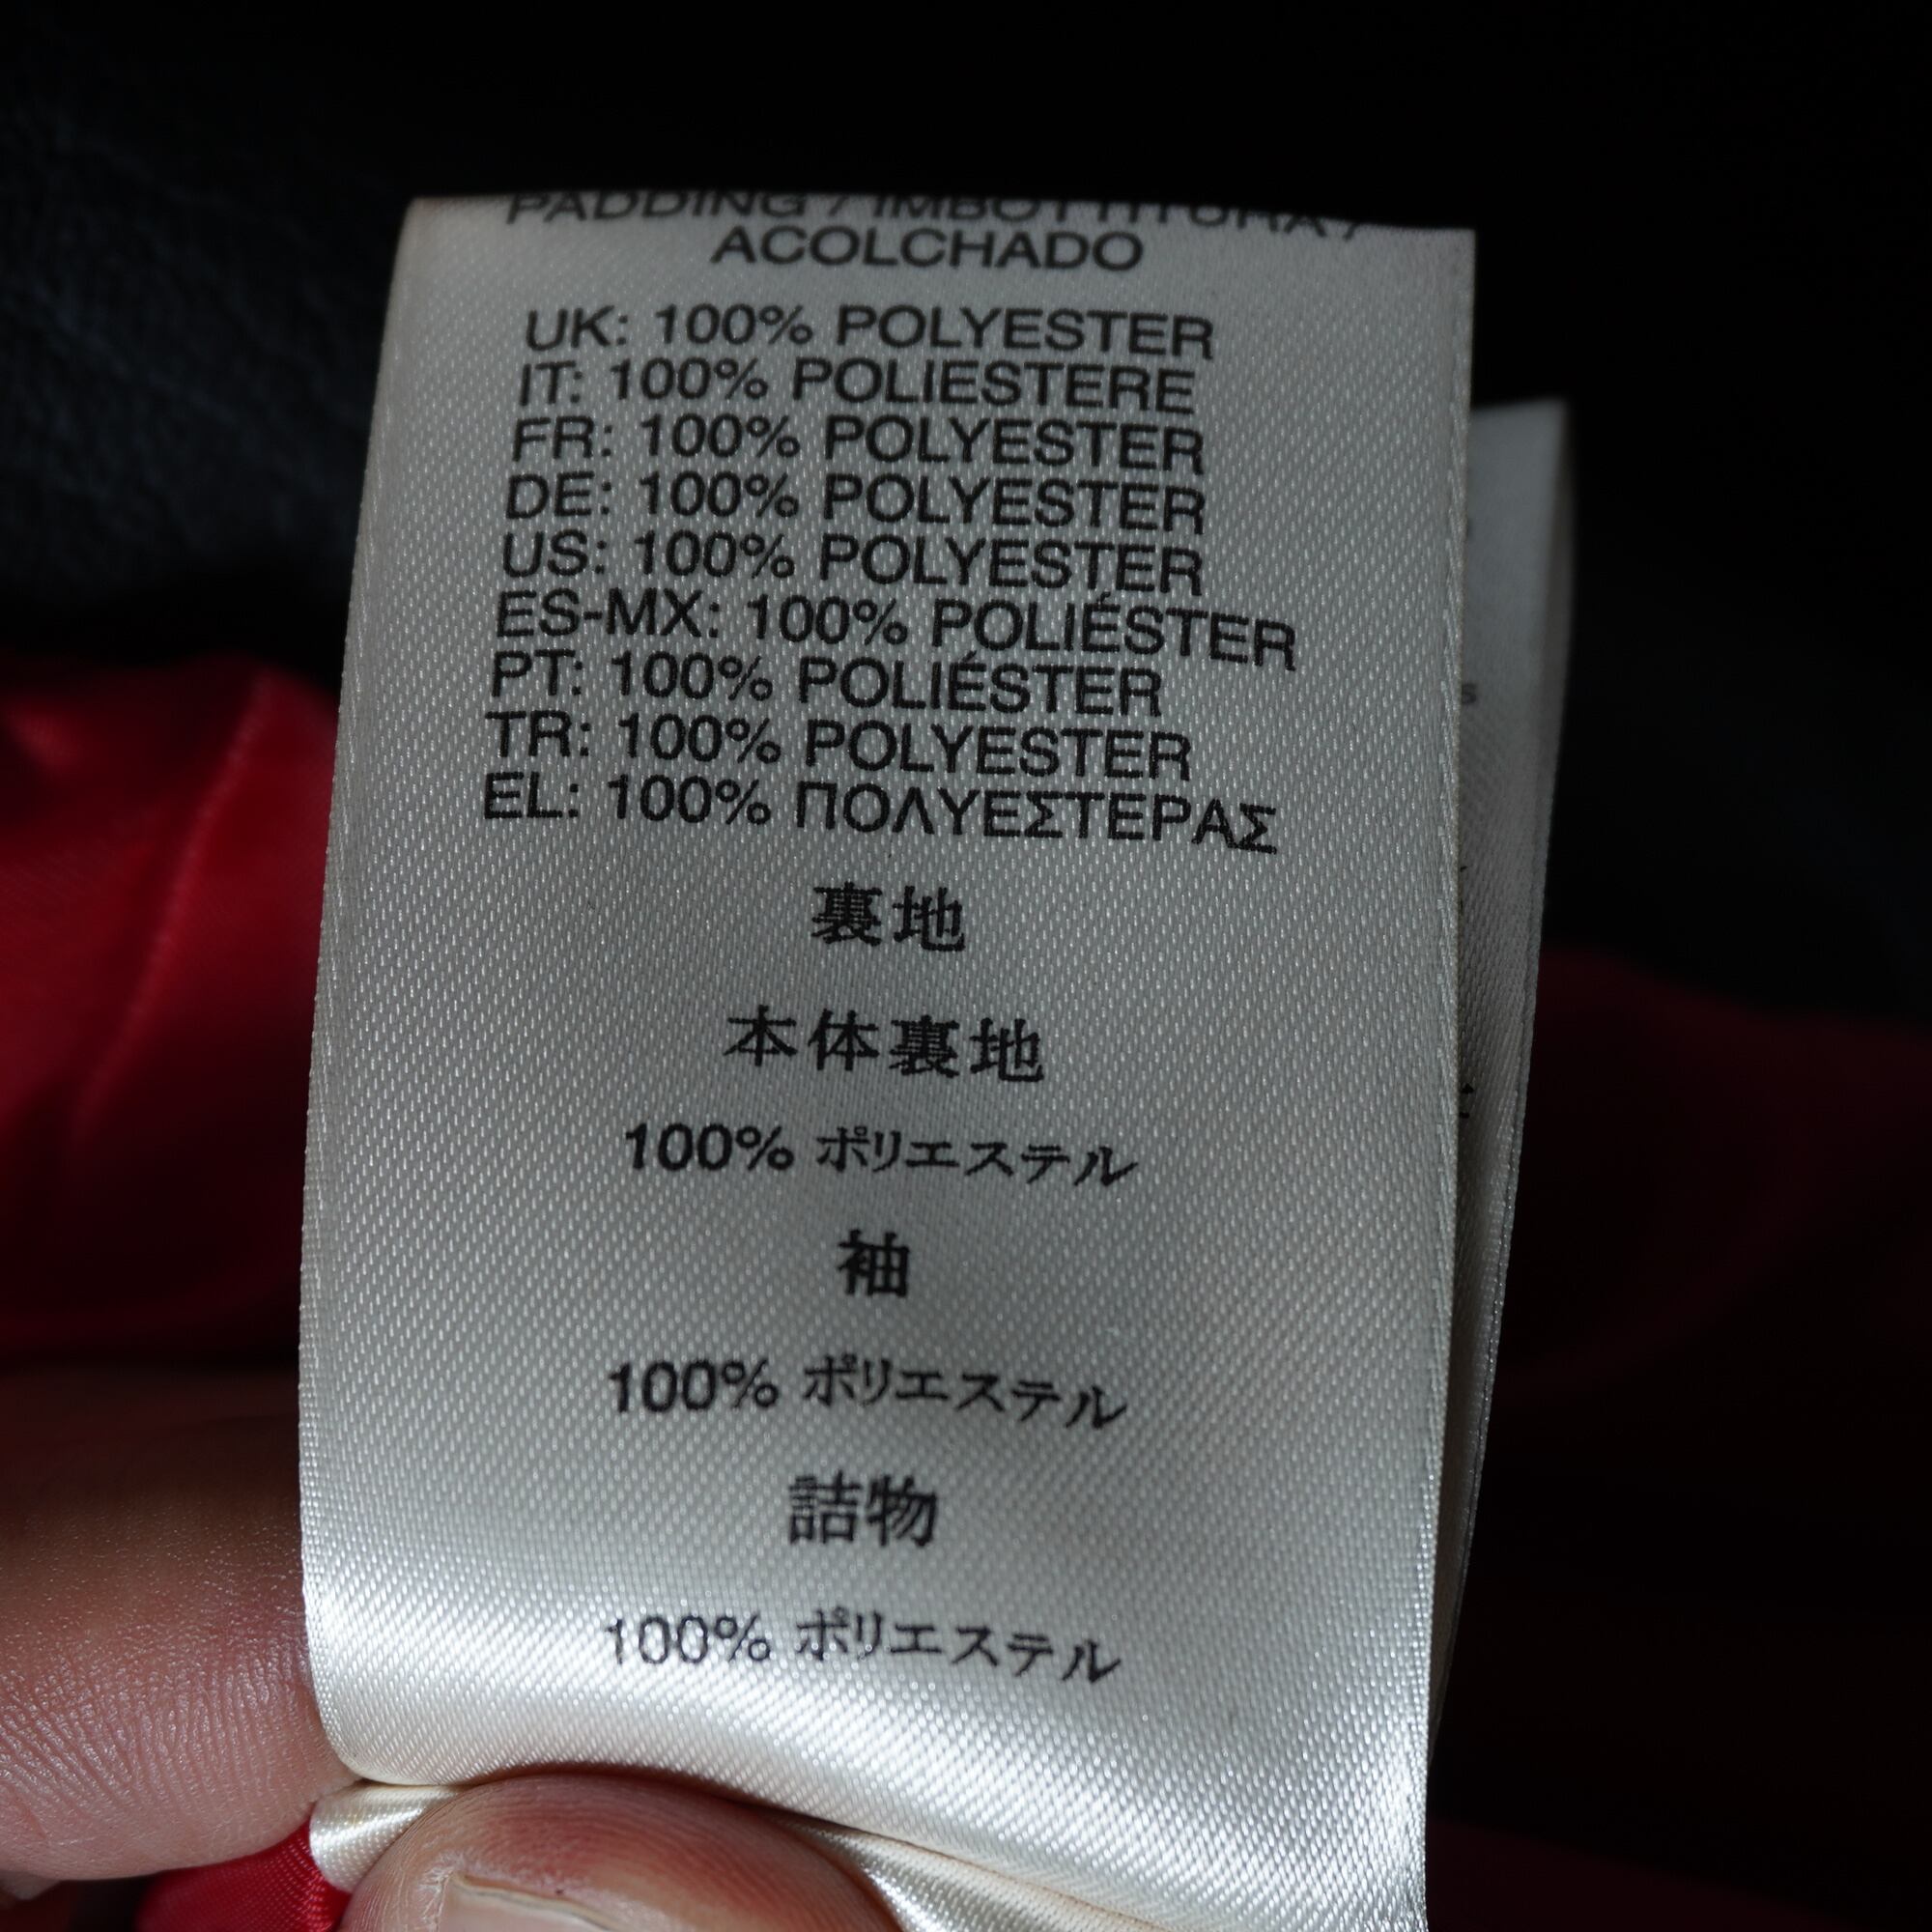 PADDING / IMBOTTITURA /
ACOLCHADO
UK: 100% POLYESTER
IT: 100% POLIESTERE
FR: 100% POLYESTER
DE: 100% POLYESTER
US: 100% POLYESTER
ES-MX: 100% POLIÉSTER
PT: 100% POLIÉSTER
TR: 100% POLYESTER
EL: 100% ΠΟΛΥΕΣΤΕΡΑΣ
裏地
本体裏地
100% ポリエステル
袖
100% ポリエステル
詰物
100% ポリエステル